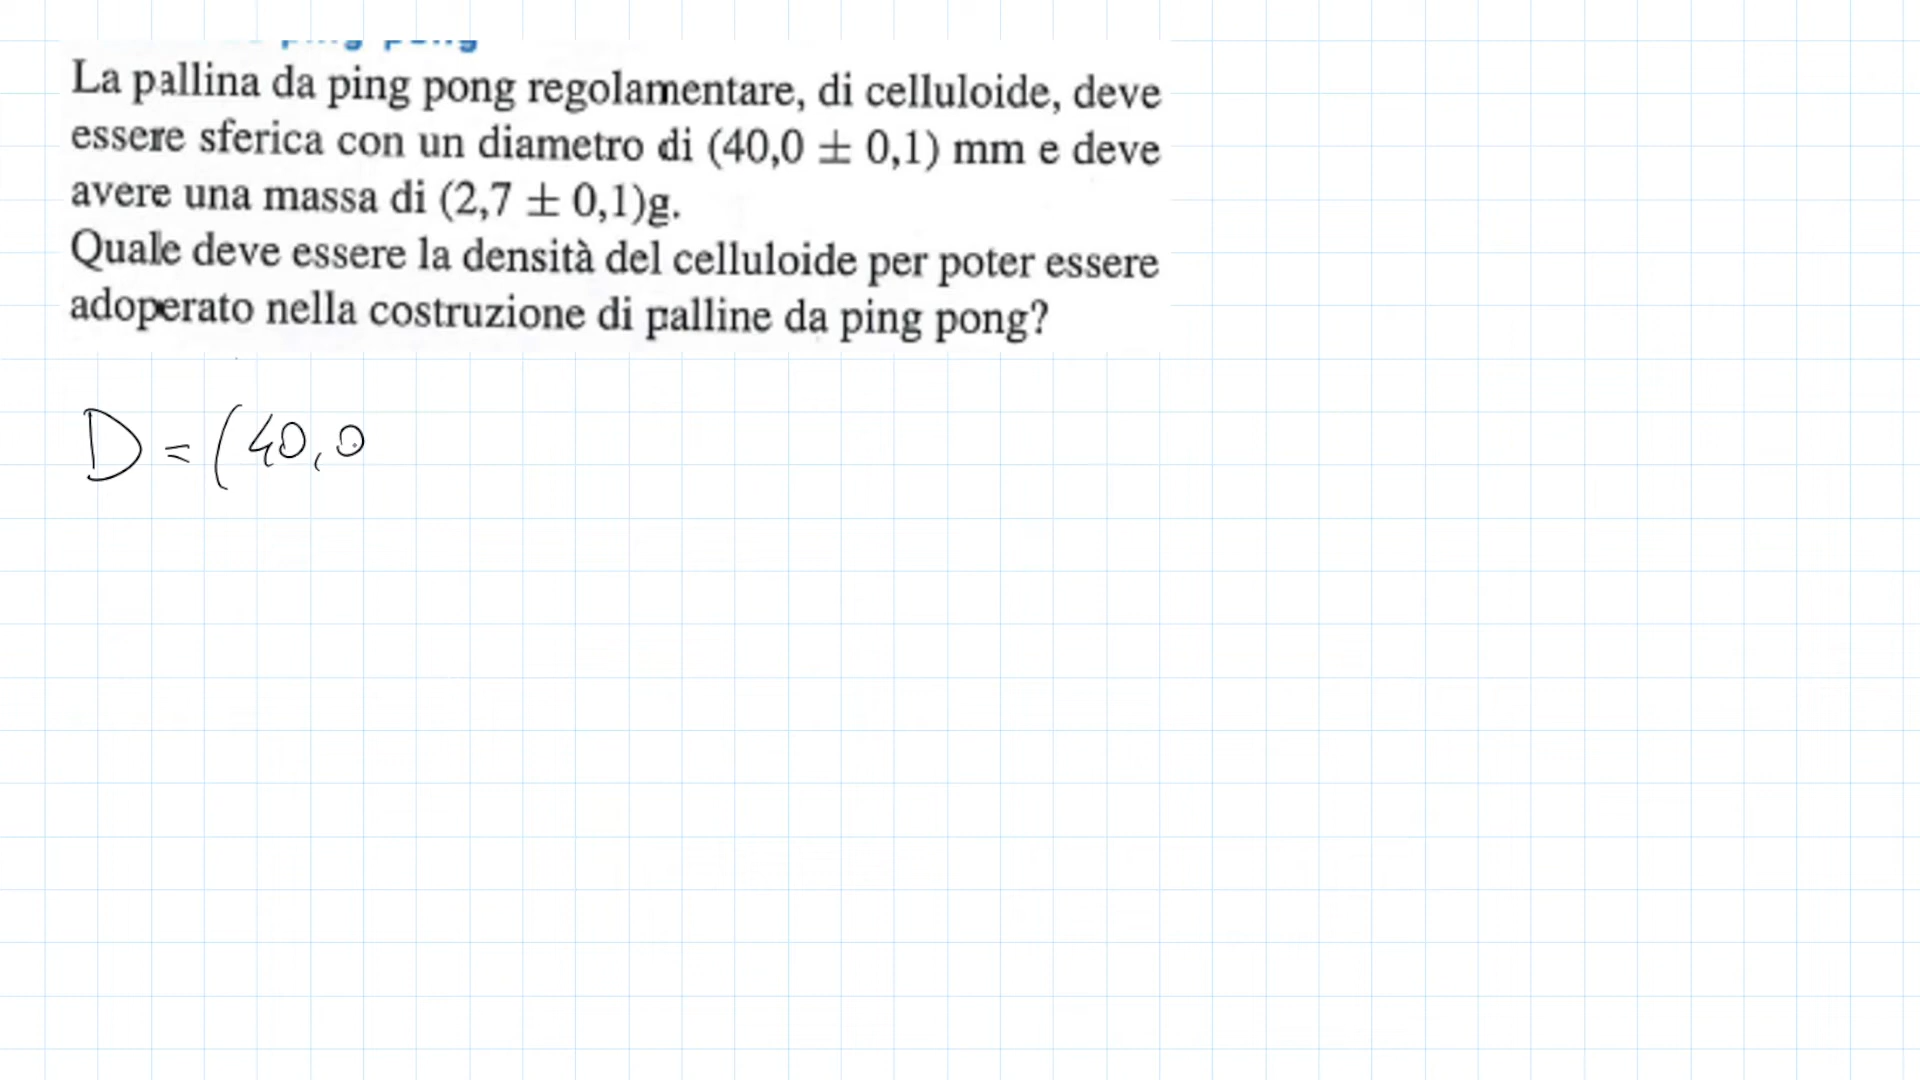 La pallina da ping pong regolamentare, di celluloide, deve
essere sferica con un diametro di (40,0 ± 0,1) mm e deve
avere una massa di (2,7 ± 0,1)g.
Quale deve essere la densità del celluloide per poter essere
adoperato nella costruzione di palline da ping pong?
D = (40,0